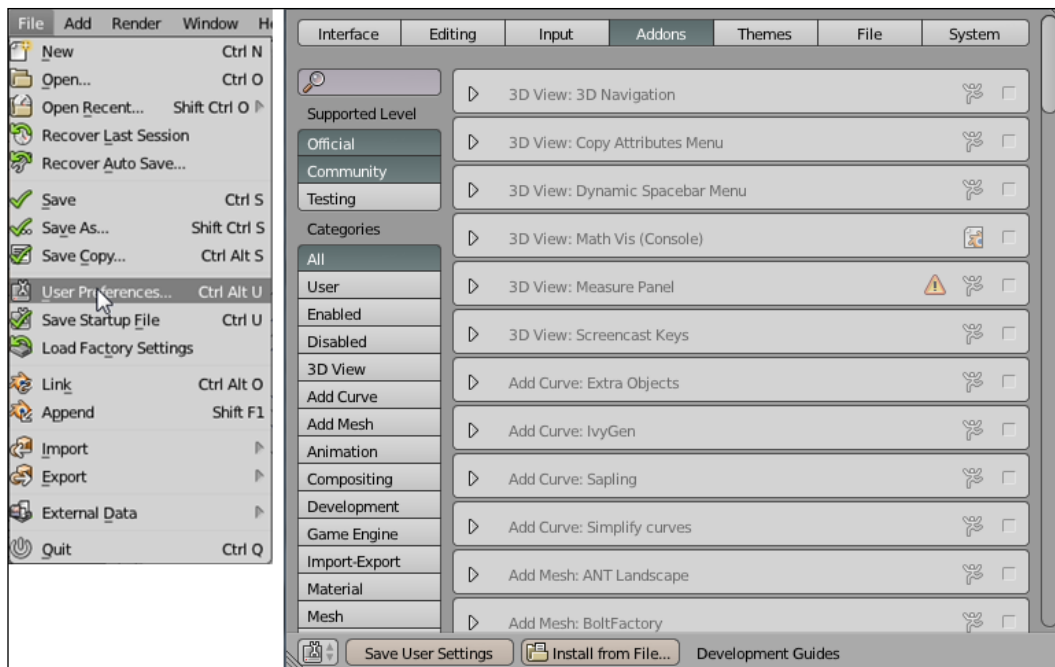 File Add Render Window H
New Ctrl N
Open... Ctrl O
Open Recent... Shift Ctrl O
Recover Last Session
Recover Auto Save...
Save Ctrl S
Save As... Shift Ctrl S
Save Copy... Ctrl Alt S
User Preferences... Ctrl Alt U
Save Startup File Ctrl U
Load Factory Settings
Link Ctrl Alt O
Append Shift F1
Import
Export
External Data
Quit Ctrl Q
Interface Editing Input Addons Themes File System
Supported Level
Official
Community
Testing
Categories
All
User
Enabled
Disabled
3D View
Add Curve
Add Mesh
Animation
Compositing
Development
Game Engine
Import-Export
Material
Mesh
3D View: 3D Navigation
3D View: Copy Attributes Menu
3D View: Dynamic Spacebar Menu
3D View: Math Vis (Console)
3D View: Measure Panel
3D View: Screencast Keys
Add Curve: Extra Objects
Add Curve: IvyGen
Add Curve: Sapling
Add Curve: Simplify curves
Add Mesh: ANT Landscape
Add Mesh: BoltFactory
Save User Settings Install from File... Development Guides